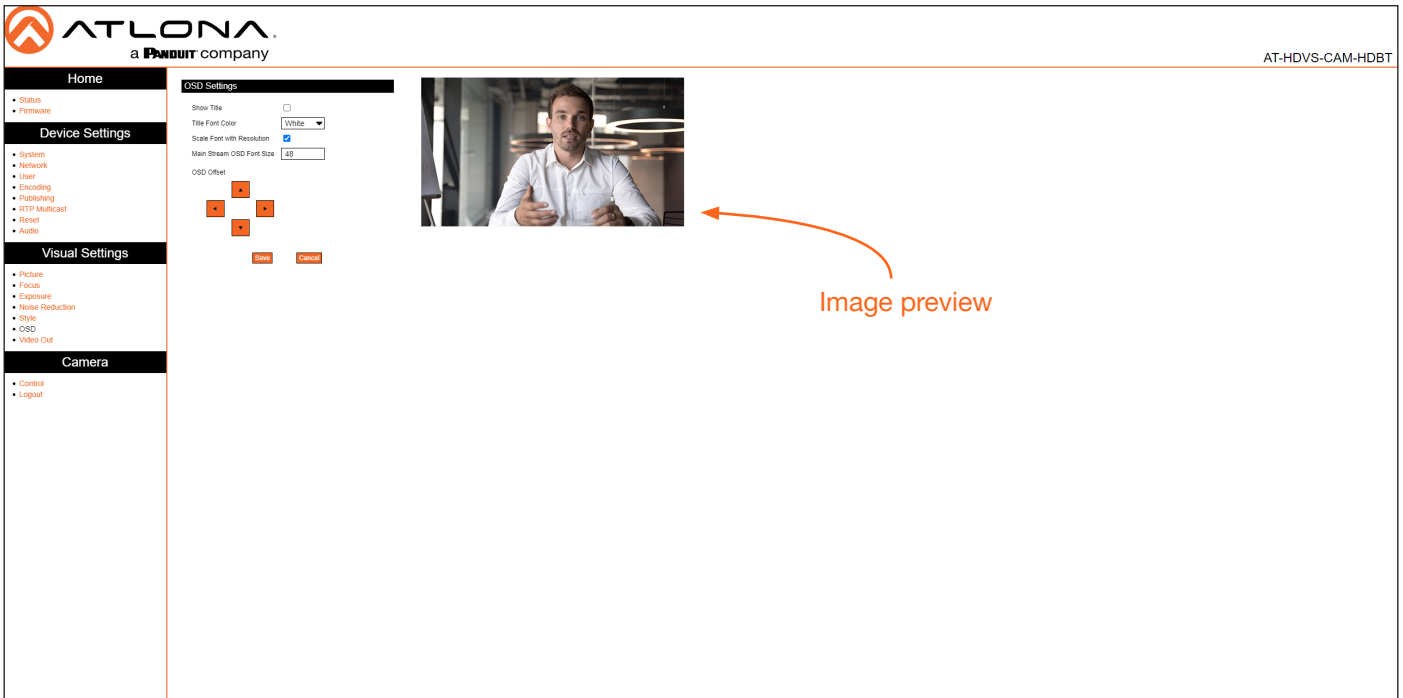 ATLONA.
a PANDUIT company
AT-HDVS-CAM-HDBT
Home
• Status
• Firmware
Device Settings
• System
• Network
• User
• Encoding
• Publishing
• RTP Multicast
• Reset
• Audio
Visual Settings
• Picture
• Focus
• Exposure
• Noise Reduction
• Style
• OSD
• Video Out
Camera
• Control
• Logout
OSD Settings
Show Title
Title Font Color White
Scale Font with Resolution
Main Stream OSD Font Size 48
OSD Offset
Save Cancel
Image preview